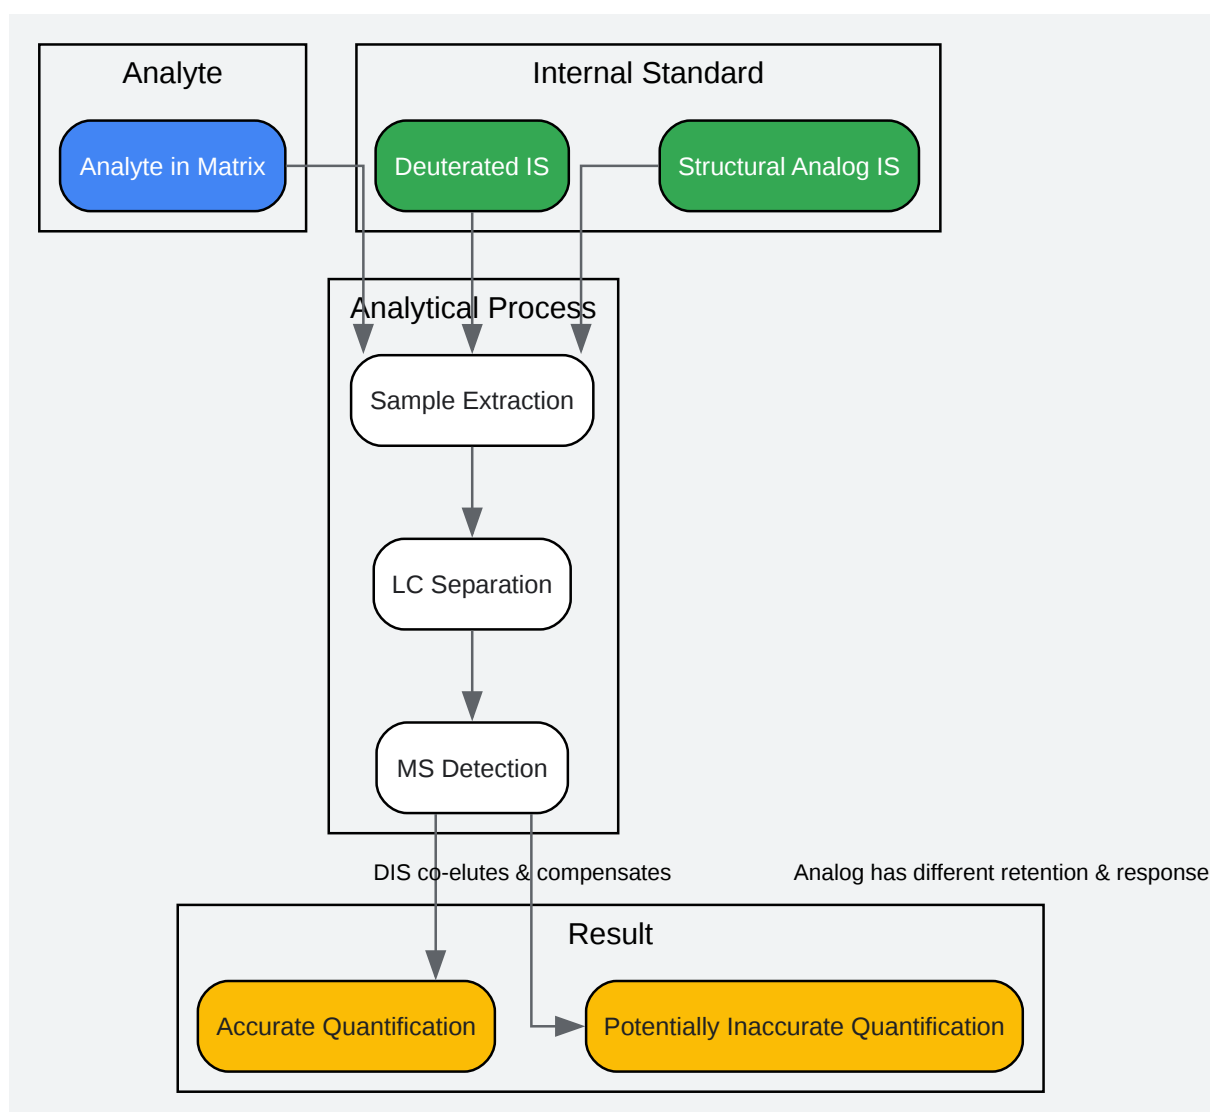 Analyte
Internal Standard
Analyte in Matrix
Deuterated IS
Structural Analog IS
Analytical Process
Sample Extraction
LC Separation
MS Detection
DIS co-elutes & compensates
Analog has different retention & response
Result
Accurate Quantification
Potentially Inaccurate Quantification